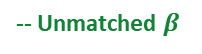 -- Unmatched β